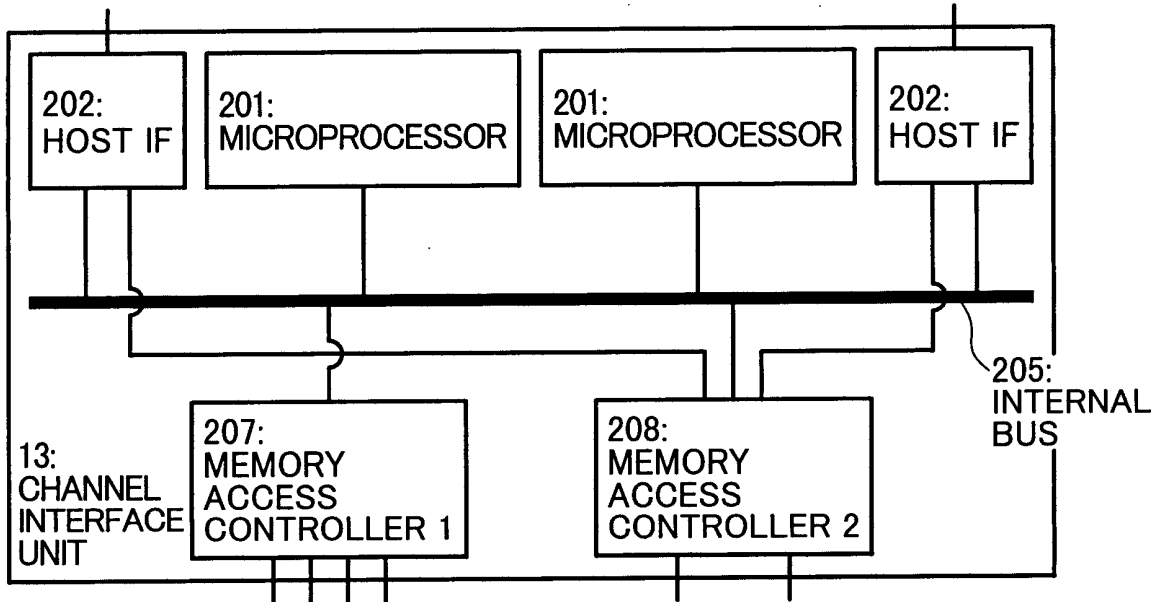 202:
HOST IF
201:
MICROPROCESSOR
201:
MICROPROCESSOR
202:
HOST IF
205:
INTERNAL
BUS
207:
MEMORY
ACCESS
CONTROLLER 1
208:
MEMORY
ACCESS
CONTROLLER 2
13:
CHANNEL
INTERFACE
UNIT